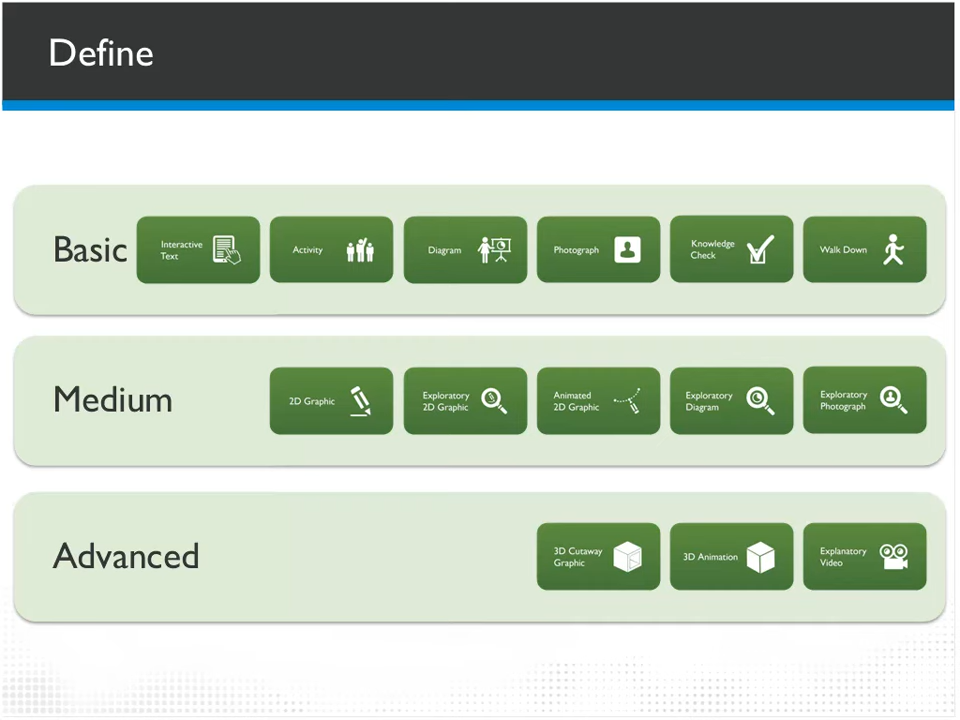 Define
Basic
Interactive
Text
Activity
Diagram
Photograph
Knowledge
Check
Walk Down
Medium
2D Graphic
Exploratory
2D Graphic
Animated
2D Graphic
Exploratory
Diagram
Exploratory
Photograph
Advanced
3D Cutaway
Graphic
3D Animation
Explanatory
Video